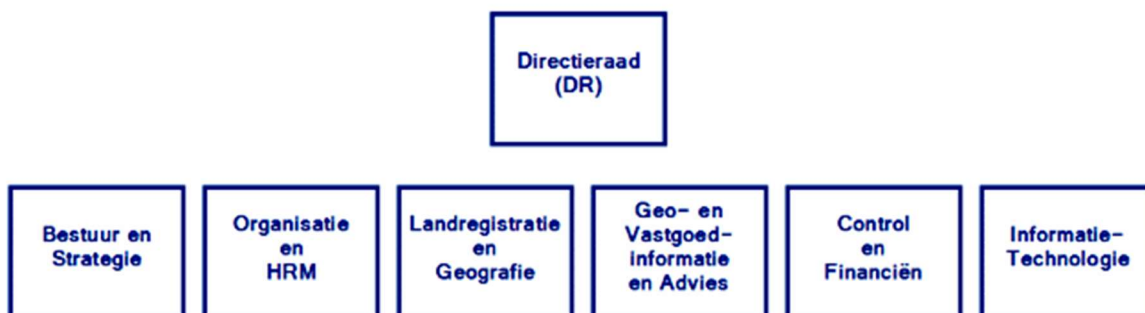 Directieraad
(DR)
Bestuur en
Strategie
Organisatie
en
HRM
Landregistratie
en
Geografie
Geo- en
Vastgoed-
informatie
en Advies
Control
en
Financiën
Informatie-
Technologie